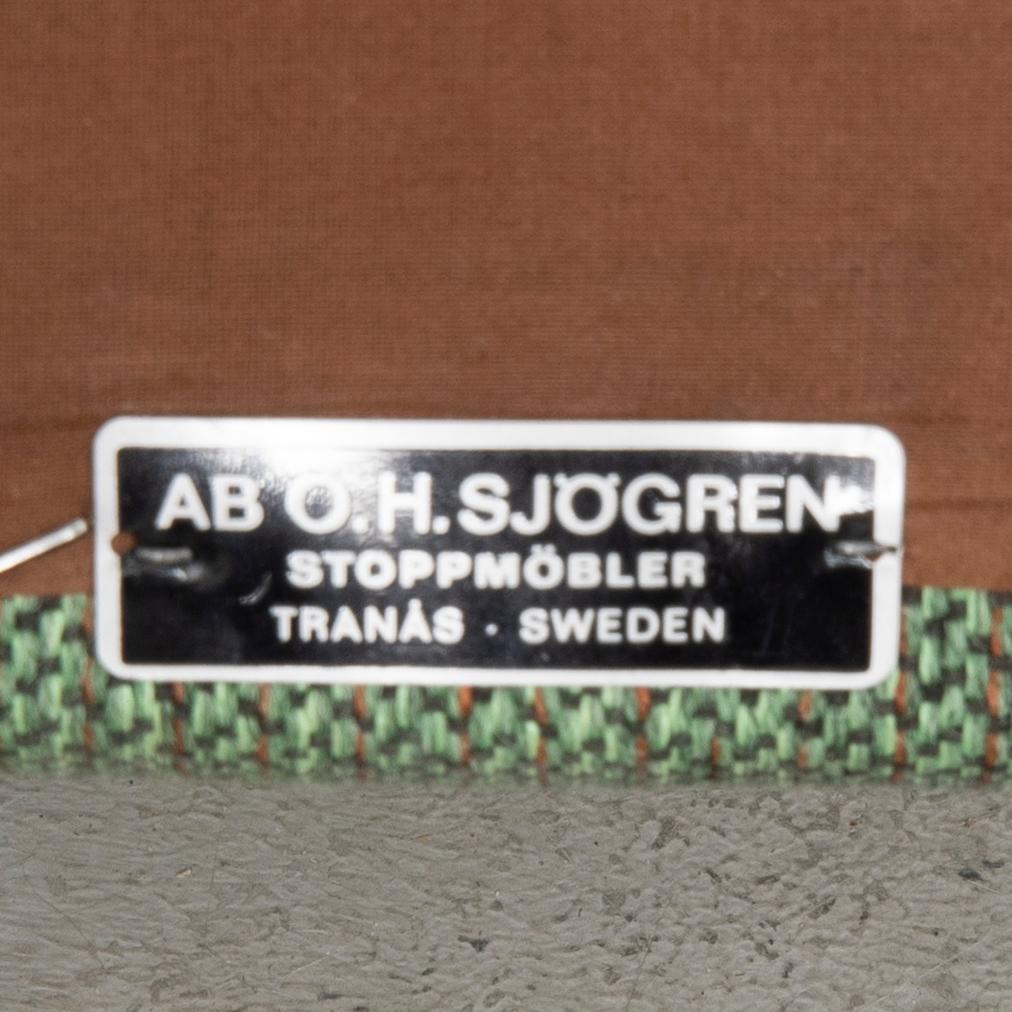 AB O.H.SJÖGREN
STOPPMÖBLER
TRANÅS · SWEDEN